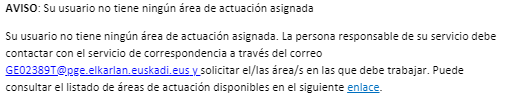 AVISO: Su usuario no tiene ningún área de actuación asignada
Su usuario no tiene ningún área de actuación asignada. La persona responsable de su servicio debe
contactar con el servicio de correspondencia a través del correo
GE02389T@pge.elkarlan.euskadi.eus y solicitar el/las área/s en las que debe trabajar. Puede
consultar el listado de áreas de actuación disponibles en el siguiente enlace.